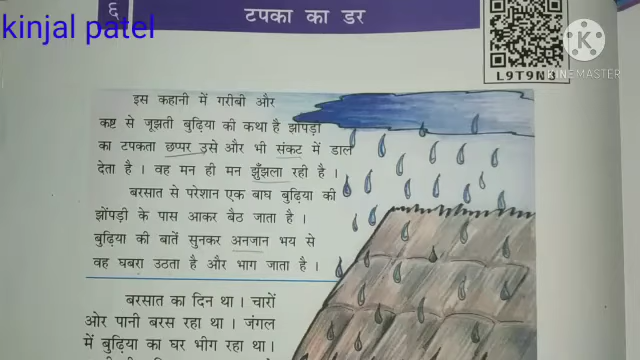 kinjal patel
६
टपका का डर
L9T9N
KINEMASTER
इस कहानी में गरीबी और
कष्ट से जूझती बुढ़िया की कथा है झोंपड़ी
का टपकता छप्पर उसे और भी संकट में डाल
देता है । वह मन ही मन झुँझला रही है ।
बरसात से परेशान एक बाघ बुढ़िया की
झोंपड़ी के पास आकर बैठ जाता है ।
बुढ़िया की बातें सुनकर अनजान भय से
वह घबरा उठता है और भाग जाता है ।
बरसात का दिन था । चारों
ओर पानी बरस रहा था । जंगल
में बुढ़िया का घर भीग रहा था ।